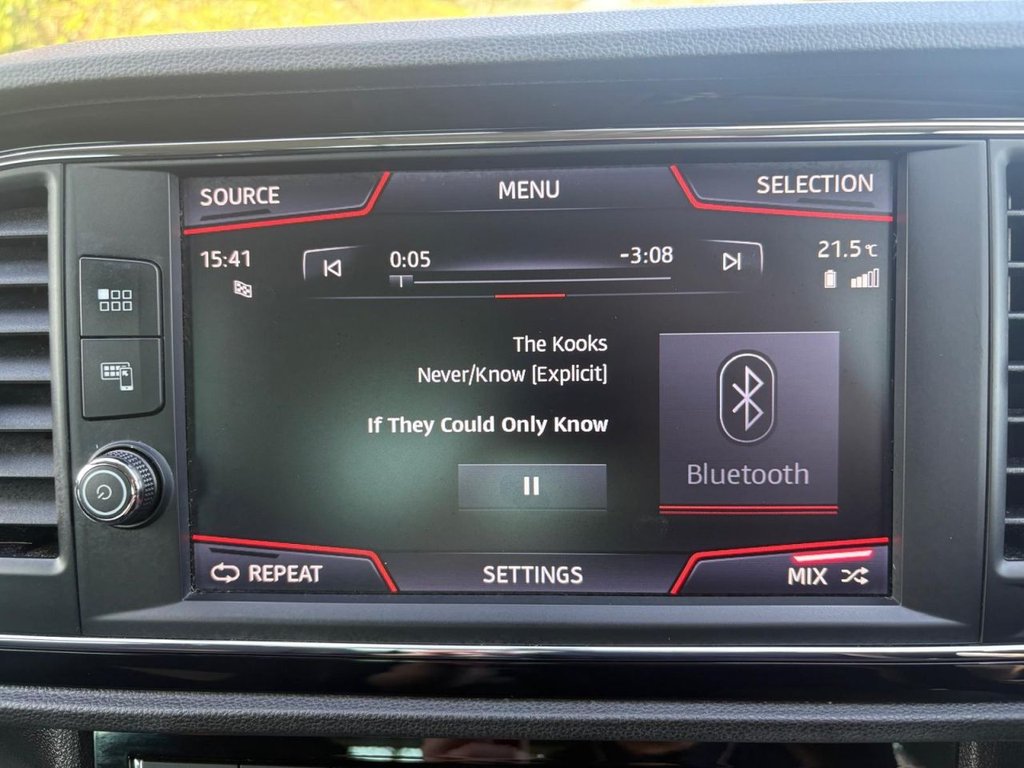 SOURCE
MENU
SELECTION
15:41
0:05
-3:08
21.5 °C
The Kooks
Never/Know [Explicit]
If They Could Only Know
Bluetooth
REPEAT
SETTINGS
MIX